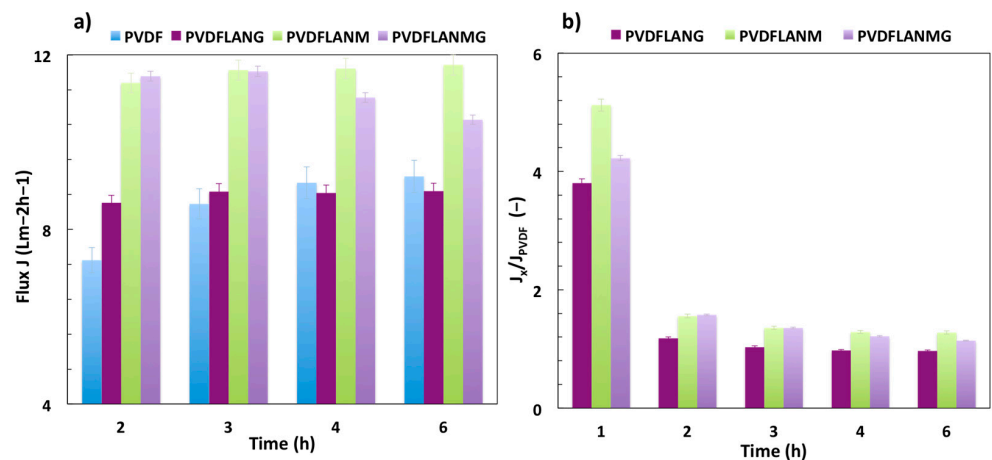 a)
PVDF PVDFLANG PVDFLANM PVDFLANMG
12
8
4
Flux J (Lm−2h−1)
2 3 4 6
Time (h)
b)
PVDFLANG PVDFLANM PVDFLANMG
6
4
2
0
Jx/JPVDF (−)
1 2 3 4 6
Time (h)